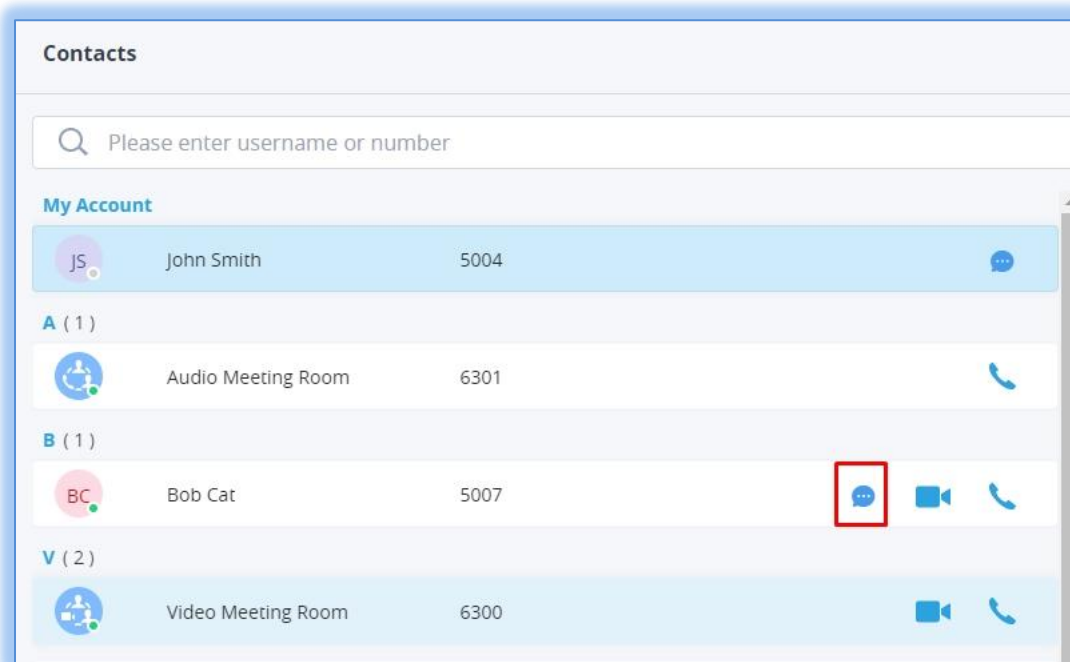 Contacts
Please enter username or number
My Account
JS John Smith 5004
A ( 1 )
Audio Meeting Room 6301
B ( 1 )
BC Bob Cat 5007
V ( 2 )
Video Meeting Room 6300